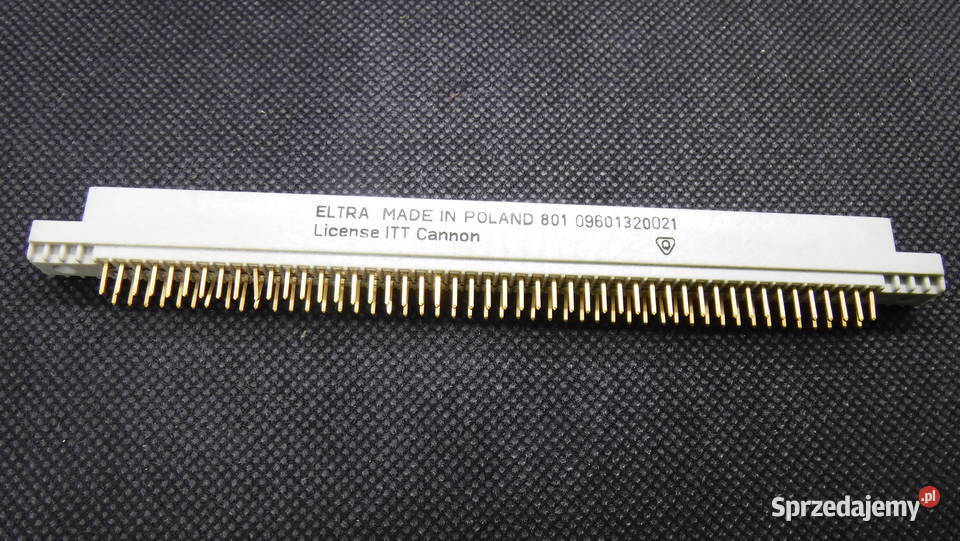 ELTRA MADE IN POLAND 801 09601320021
License ITT Cannon
Q
Sprzedajemy.pl